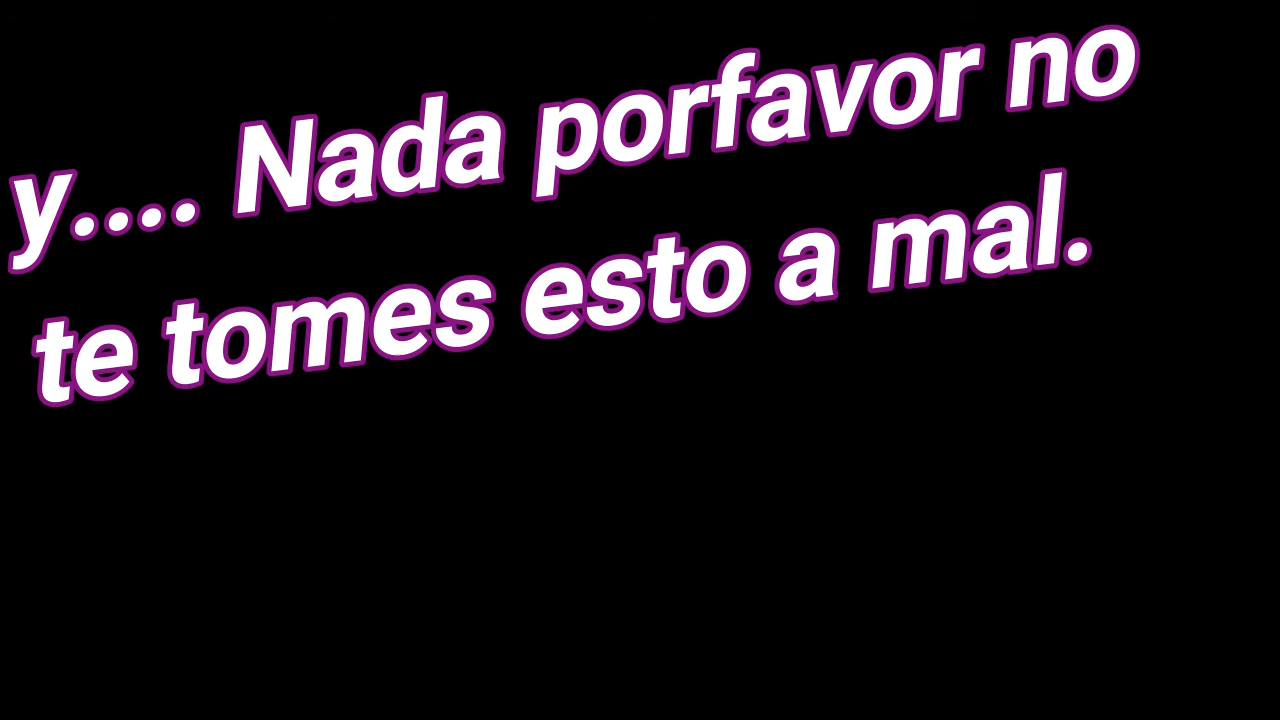 y.... Nada porfavor no
te tomes esto a mal.